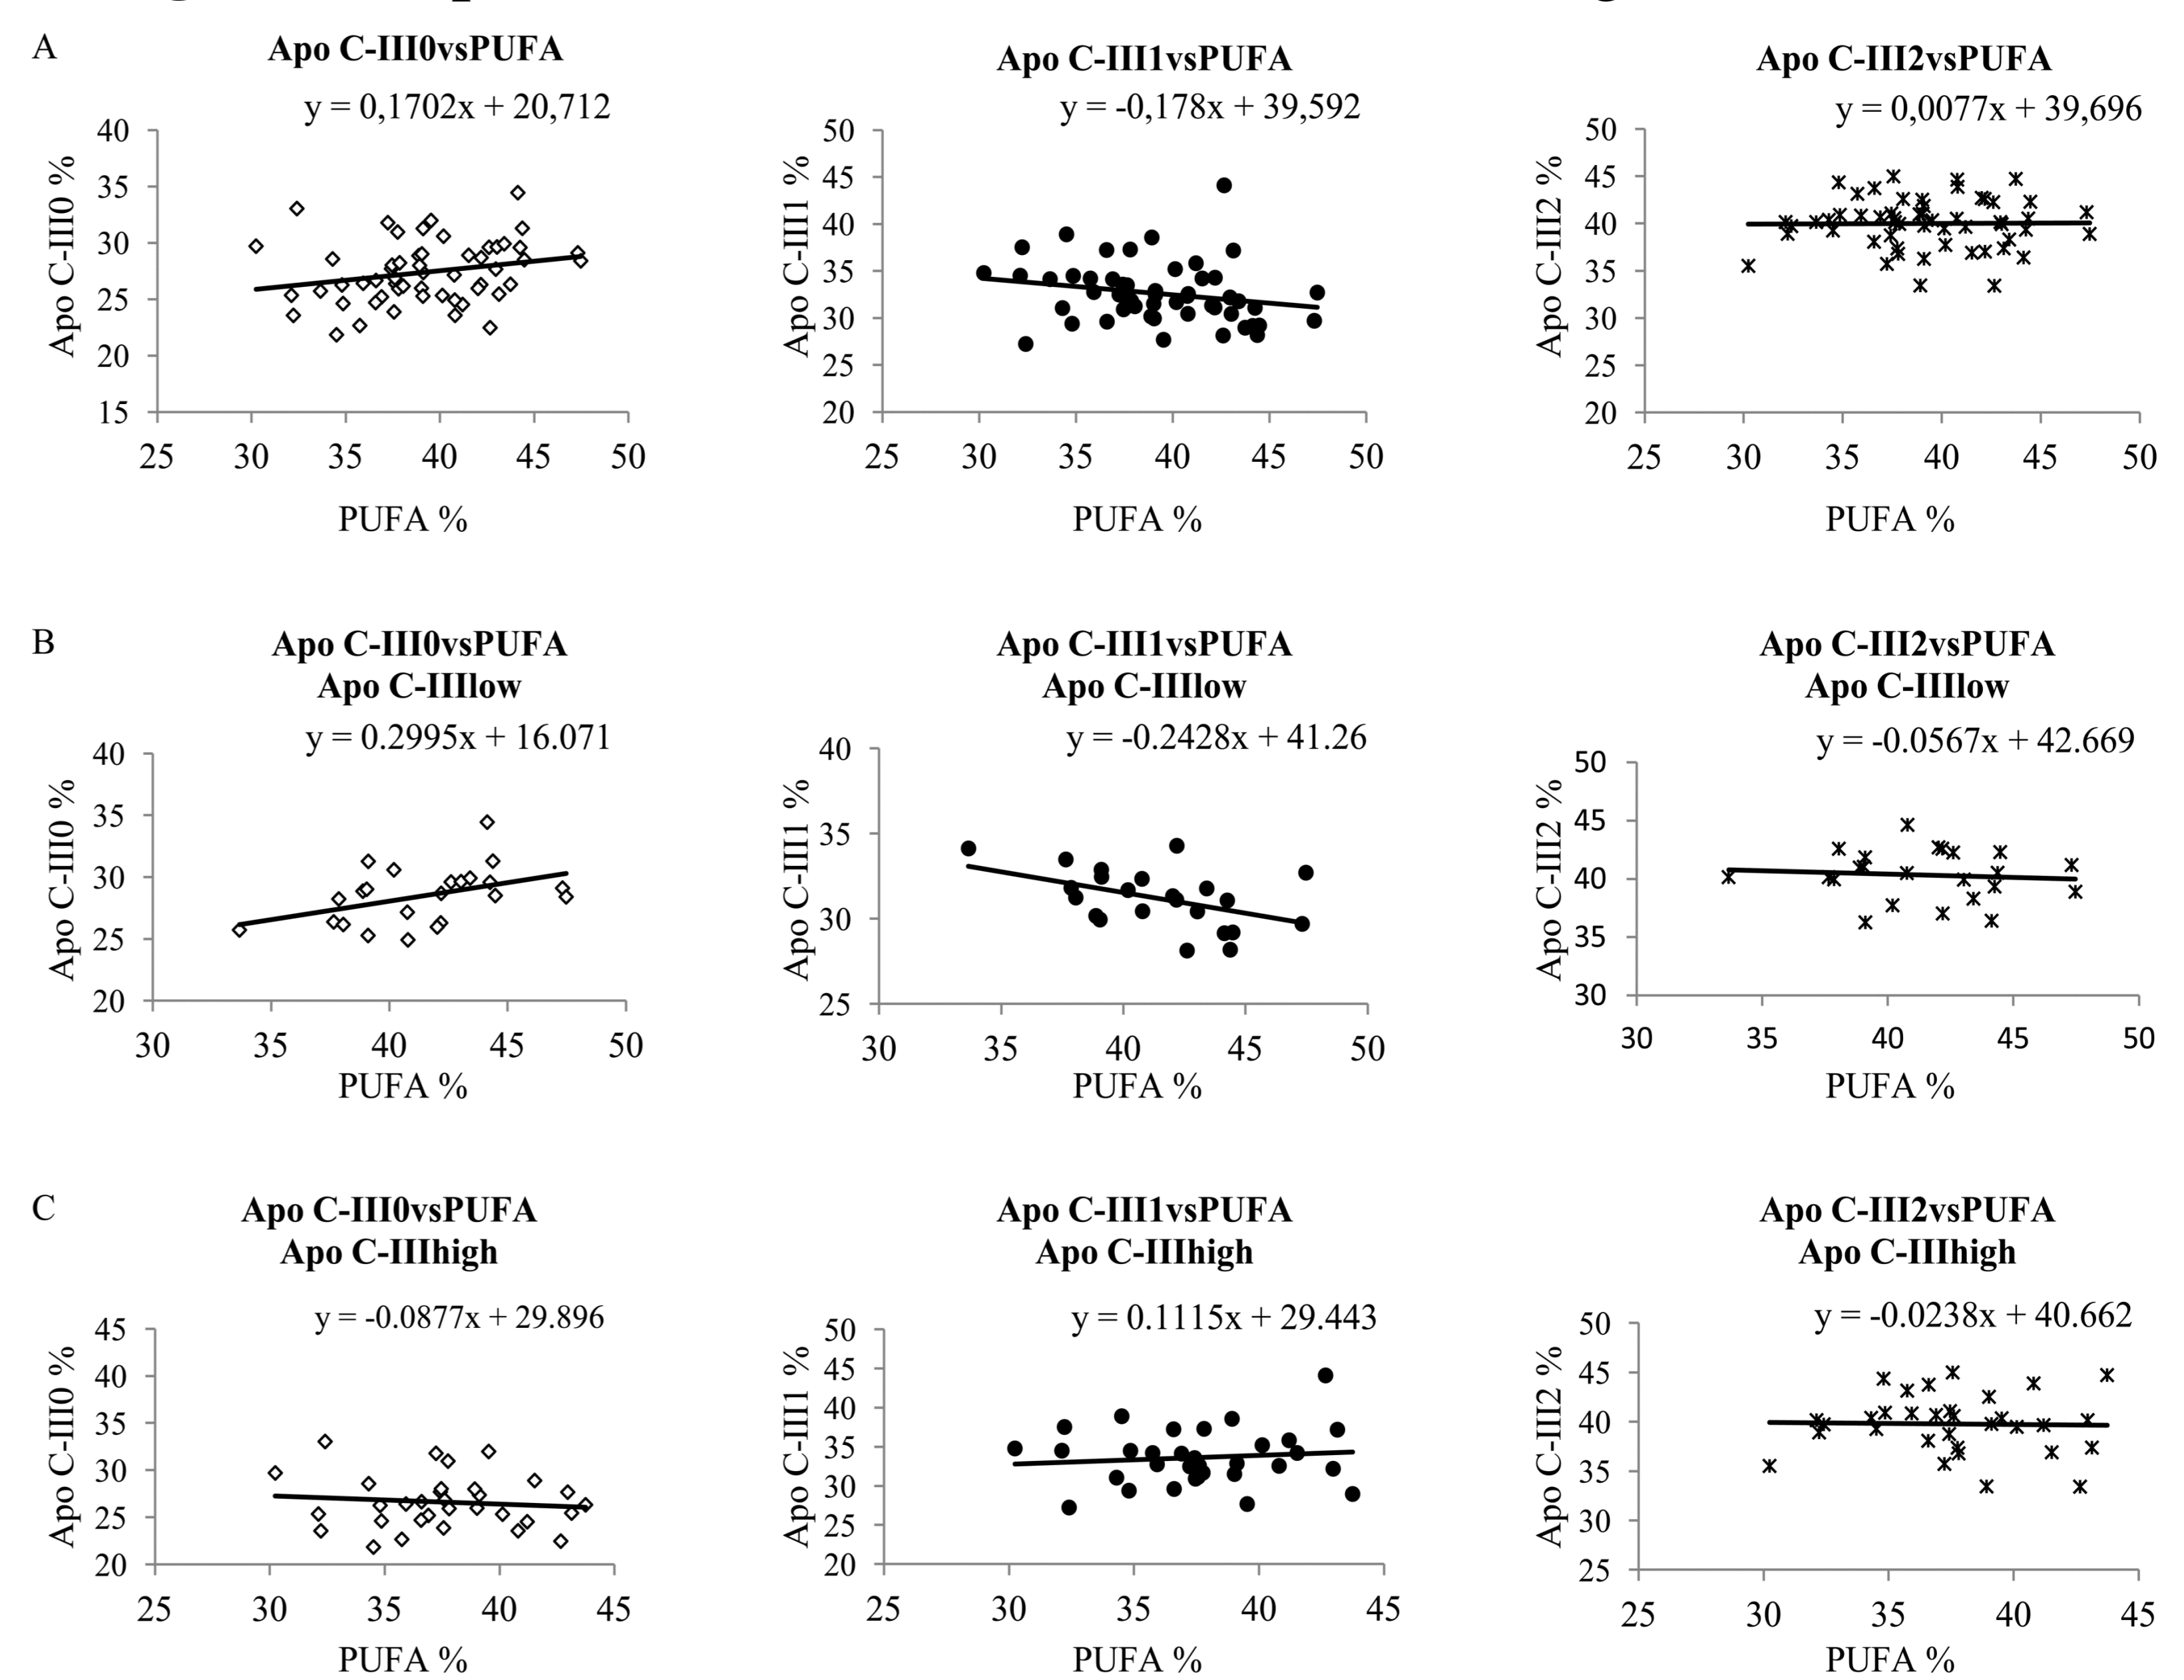 A
Apo C-III0vsPUFA
y = 0,1702x + 20,712
Apo C-III0 %
40
35
30
25
20
15
25 30 35 40 45 50
PUFA %
Apo C-III1vsPUFA
y = -0,178x + 39,592
Apo C-III1 %
50
45
40
35
30
25
20
25 30 35 40 45 50
PUFA %
Apo C-III2vsPUFA
y = 0,0077x + 39,696
Apo C-III2 %
50
45
40
35
30
25
20
25 30 35 40 45 50
PUFA %
B
Apo C-III0vsPUFA
Apo C-IIIlow
y = 0.2995x + 16.071
Apo C-III0 %
40
35
30
25
20
30 35 40 45 50
PUFA %
Apo C-III1vsPUFA
Apo C-IIIlow
y = -0.2428x + 41.26
Apo C-III1 %
40
35
30
25
30 35 40 45 50
PUFA %
Apo C-III2vsPUFA
Apo C-IIIlow
y = -0.0567x + 42.669
Apo C-III2 %
50
45
40
35
30
30 35 40 45 50
PUFA %
C
Apo C-III0vsPUFA
Apo C-IIIhigh
y = -0.0877x + 29.896
Apo C-III0 %
45
40
35
30
25
20
25 30 35 40 45
PUFA %
Apo C-III1vsPUFA
Apo C-IIIhigh
y = 0.1115x + 29.443
Apo C-III1 %
50
45
40
35
30
25
20
25 30 35 40 45
PUFA %
Apo C-III2vsPUFA
Apo C-IIIhigh
y = -0.0238x + 40.662
Apo C-III2 %
50
45
40
35
30
25
25 30 35 40 45
PUFA %